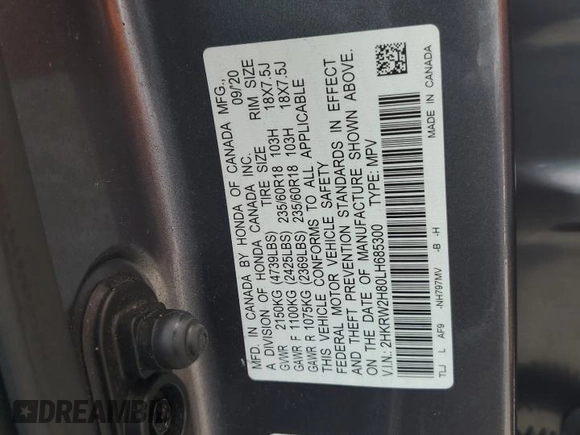 MFD. IN CANADA BY HONDA OF CANADA MFG.,
A DIVISION OF HONDA CANADA INC. 09/20
TIRE SIZE RIM SIZE
GVWR 2150KG (4739LBS)
GAWR F 1100KG (2425LBS) 235/60R18 103H 18X7.5J
GAWR R 1075KG (2369LBS) 235/60R18 103H 18X7.5J
THIS VEHICLE CONFORMS TO ALL APPLICABLE
FEDERAL MOTOR VEHICLE SAFETY
AND THEFT PREVENTION STANDARDS IN EFFECT
ON THE DATE OF MANUFACTURE SHOWN ABOVE.
V.I.N.: 2HKRW2H80LH685300 TYPE: MPV
TLJ L AF9 -NH797MV -B -H
MADE IN CANADA
DREAMBID